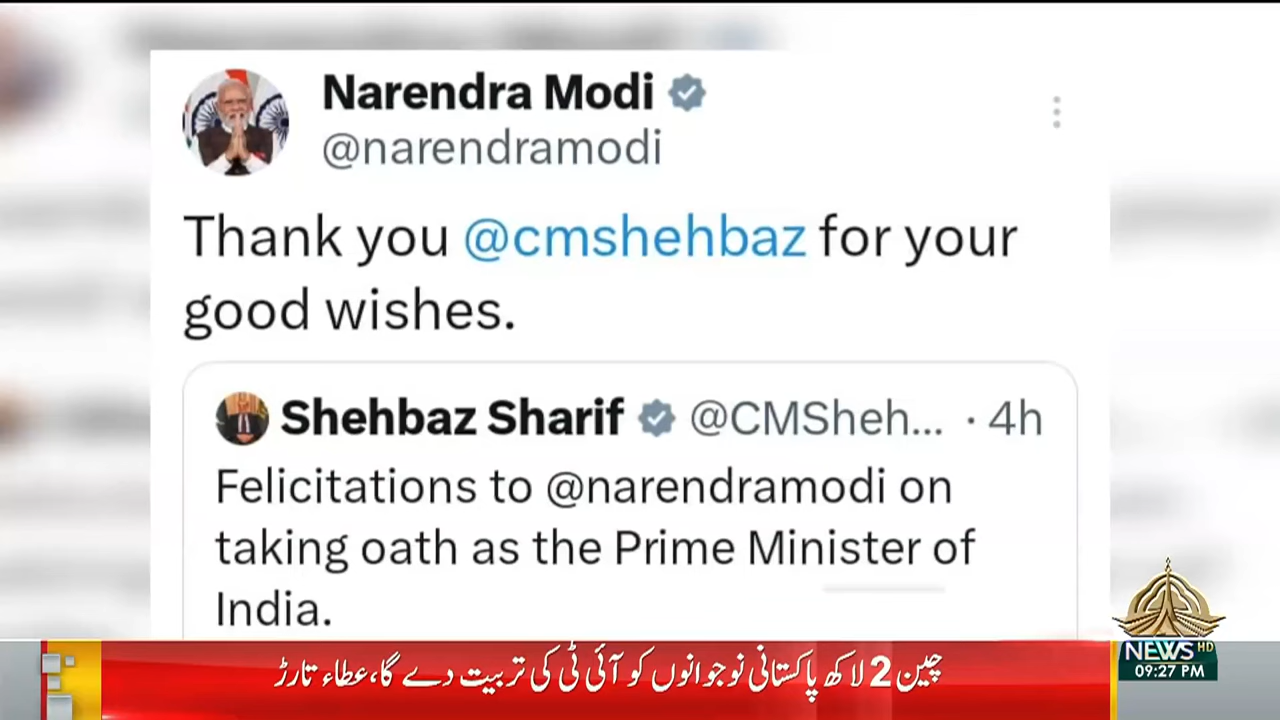 Narendra Modi
@narendramodi
Thank you @cmshehbaz for your
good wishes.
Shehbaz Sharif @CMSheh... · 4h
Felicitations to @narendramodi on
taking oath as the Prime Minister of
India.
چین 2 لاکھ پاکستانی نوجوانوں کو آئی ٹی کی تربیت دے گا،عطاء تارڑ
NEWS HD
09:27 PM